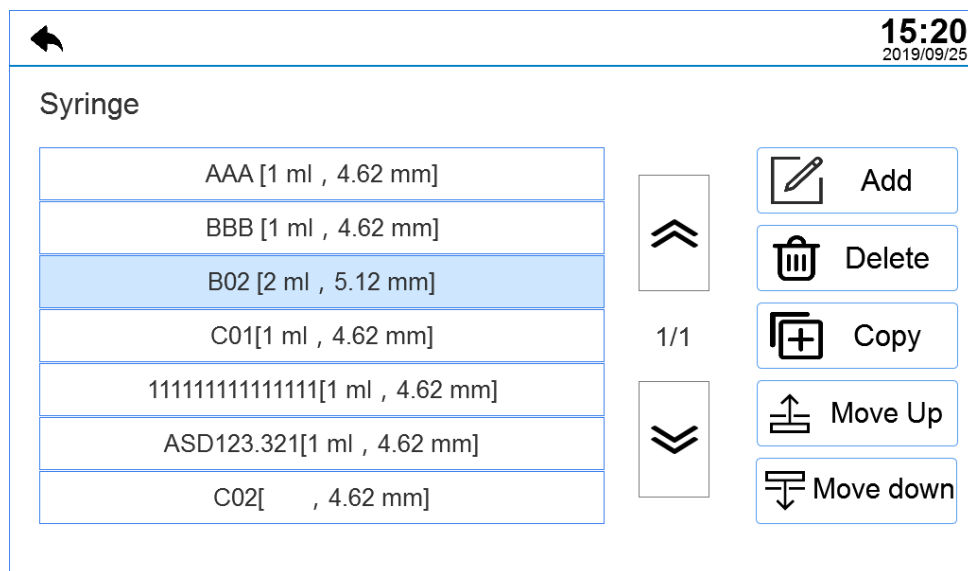 15:20
2019/09/25
Syringe
AAA [1 ml , 4.62 mm]
BBB [1 ml , 4.62 mm]
B02 [2 ml , 5.12 mm]
C01[1 ml , 4.62 mm]
111111111111111[1 ml , 4.62 mm]
ASD123.321[1 ml , 4.62 mm]
C02[ , 4.62 mm]
1/1
Add
Delete
Copy
Move Up
Move down